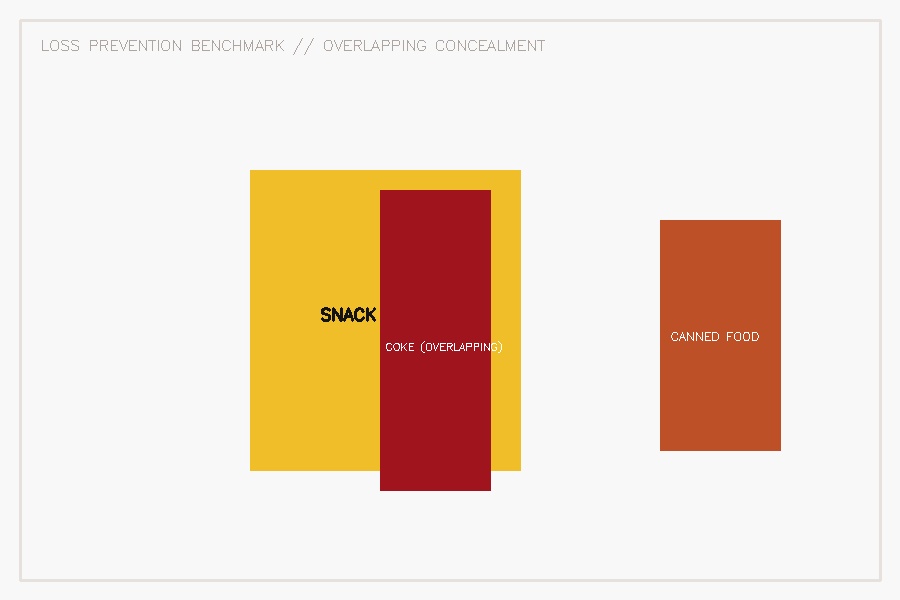 LOSS PREVENTION BENCHMARK // OVERLAPPING CONCEALMENT
SNACK
COKE (OVERLAPPING)
CANNED FOOD